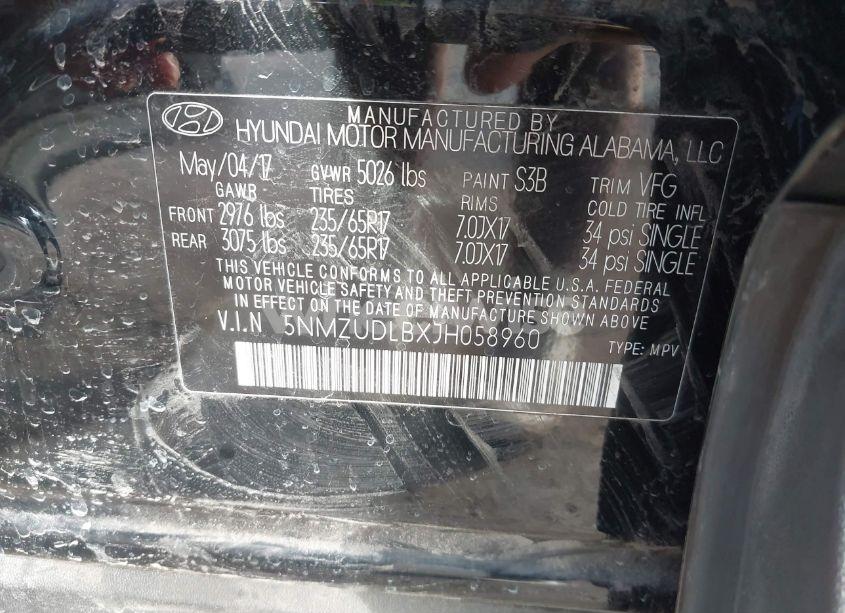 MANUFACTURED BY
HYUNDAI MOTOR MANUFACTURING ALABAMA, LLC
May/04/17 GVWR 5026 lbs PAINT S3B TRIM VFG
GAWR TIRES RIMS COLD TIRE INFL
FRONT 2976 lbs 235/65R17 7.0JX17 34 psi SINGLE
REAR 3075 lbs 235/65R17 7.0JX17 34 psi SINGLE
THIS VEHICLE CONFORMS TO ALL APPLICABLE U.S.A. FEDERAL
MOTOR VEHICLE SAFETY AND THEFT PREVENTION STANDARDS
IN EFFECT ON THE DATE OF MANUFACTURE SHOWN ABOVE
V.I.N 5NMZUDLBXJH058960 TYPE: MPV